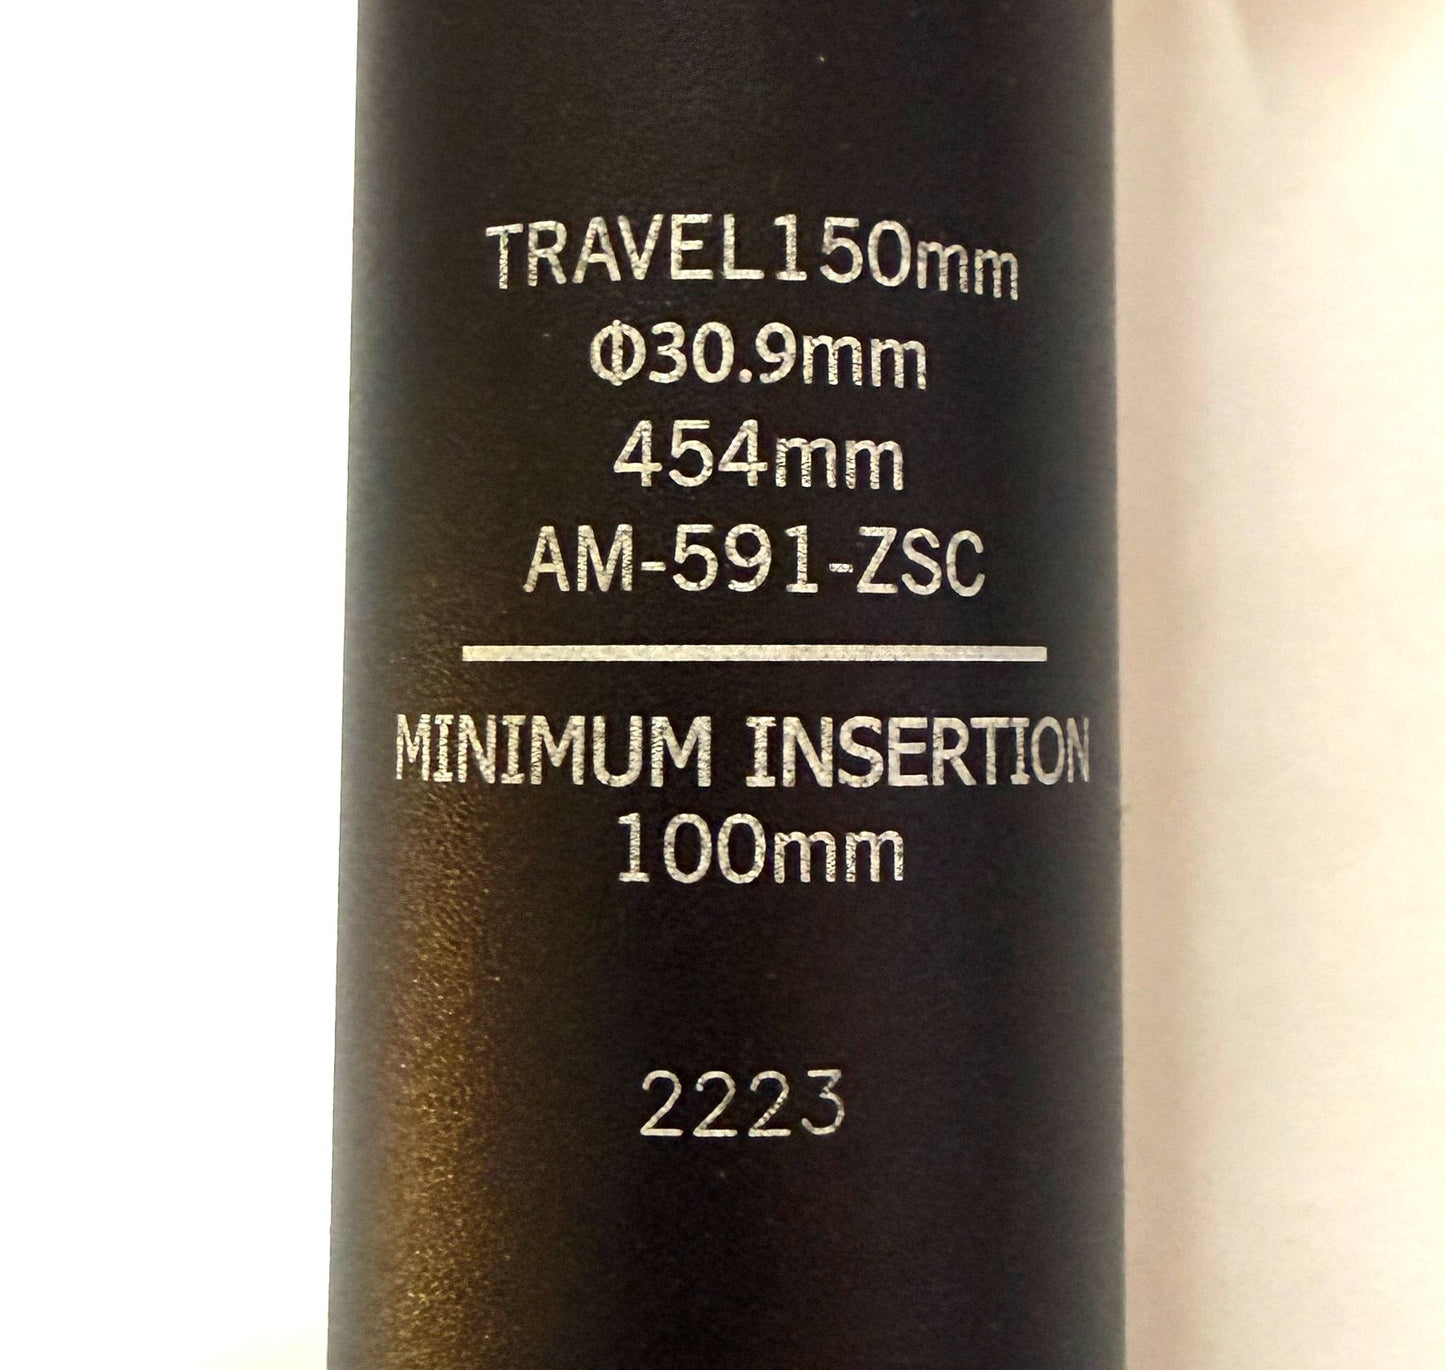 TRAVEL150mm
Φ30.9mm
454mm
AM-591-ZSC
MINIMUM INSERTION
100mm
2223